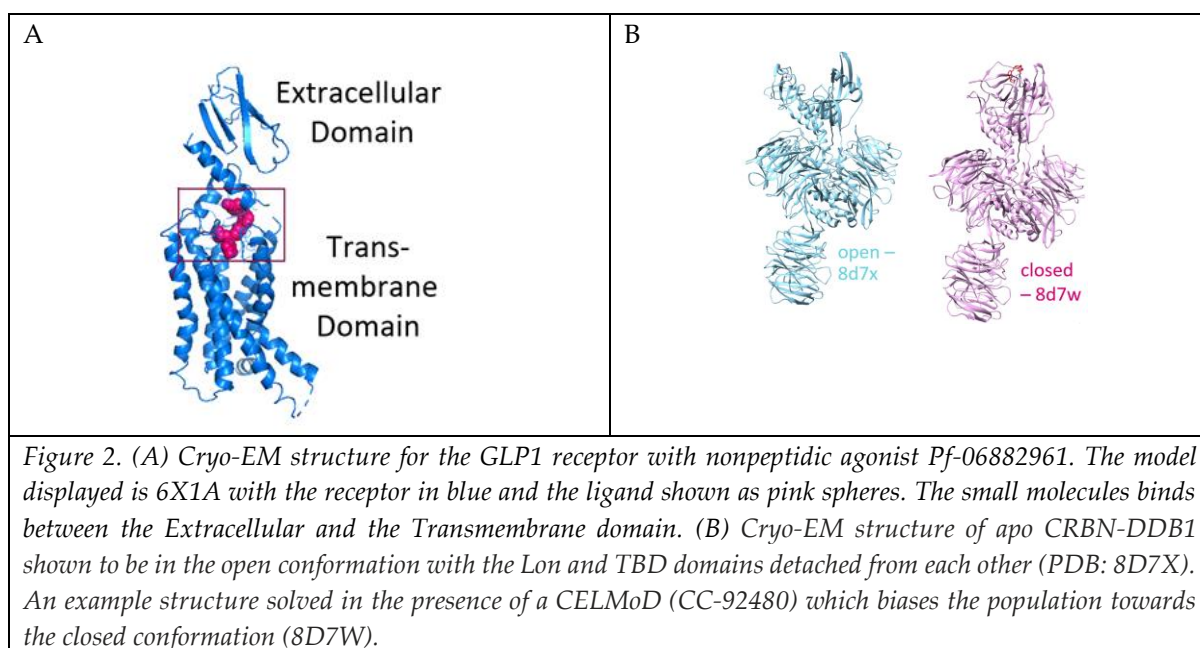 A
Extracellular
Domain
Trans-
membrane
Domain
B
open –
8d7x
closed
– 8d7w
Figure 2. (A) Cryo-EM structure for the GLP1 receptor with nonpeptidic agonist Pf-06882961. The model
displayed is 6X1A with the receptor in blue and the ligand shown as pink spheres. The small molecules binds
between the Extracellular and the Transmembrane domain. (B) Cryo-EM structure of apo CRBN-DDB1
shown to be in the open conformation with the Lon and TBD domains detached from each other (PDB: 8D7X).
An example structure solved in the presence of a CELMoD (CC-92480) which biases the population towards
the closed conformation (8D7W).